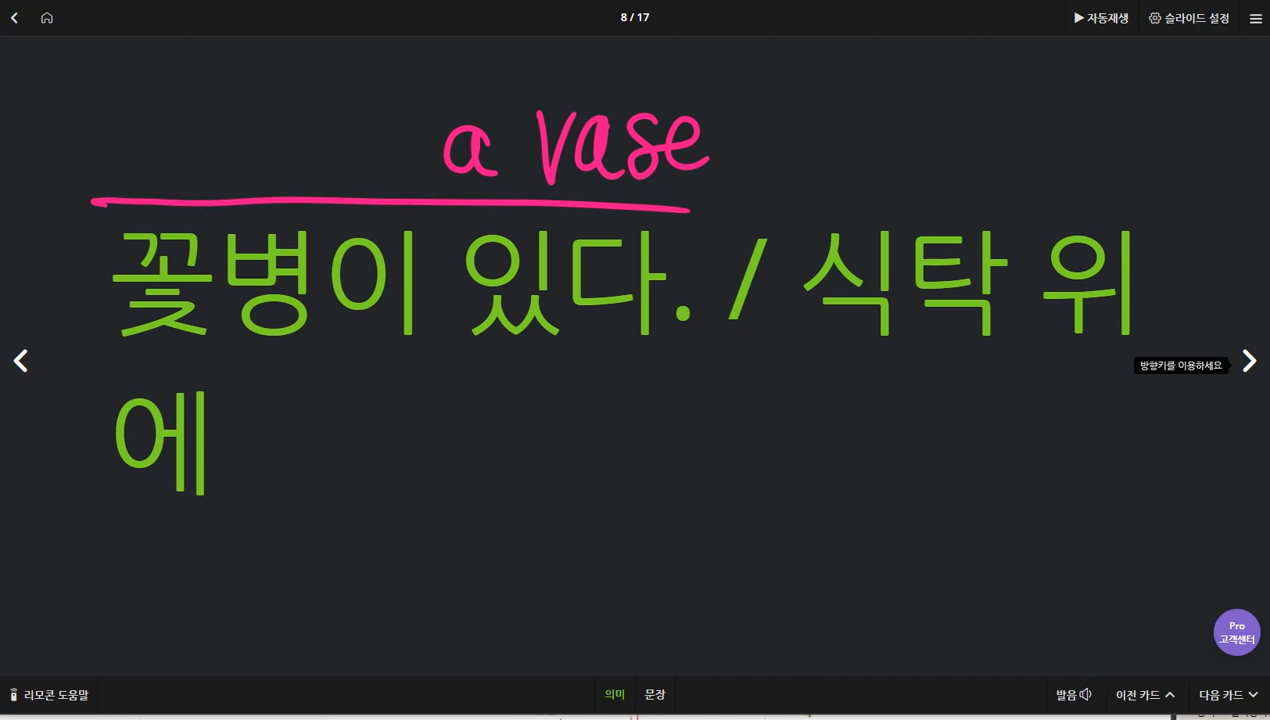 8 / 17
자동재생
슬라이드 설정
a vase
꽃병이 있다. / 식탁 위
에
방향키를 이용하세요
Pro
고객센터
리모콘 도움말
의미
문장
발음
이전 카드
다음 카드